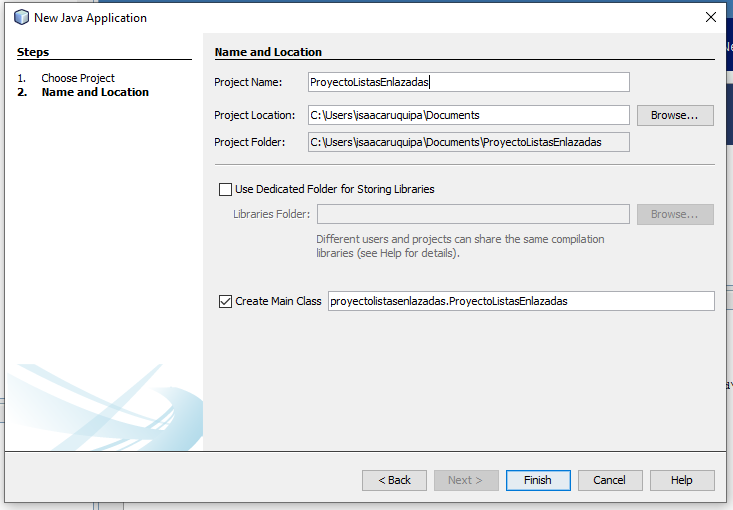 New Java Application
Steps
1. Choose Project
2. Name and Location
Name and Location
Project Name: ProyectoListasEnlazadas
Project Location: C:\Users\isaacaruquipa\Documents Browse...
Project Folder: C:\Users\isaacaruquipa\Documents\ProyectoListasEnlazadas
Use Dedicated Folder for Storing Libraries
Libraries Folder: Browse...
Different users and projects can share the same compilation
libraries (see Help for details).
Create Main Class proyectolistasenlazadas.ProyectoListasEnlazadas
< Back Next > Finish Cancel Help